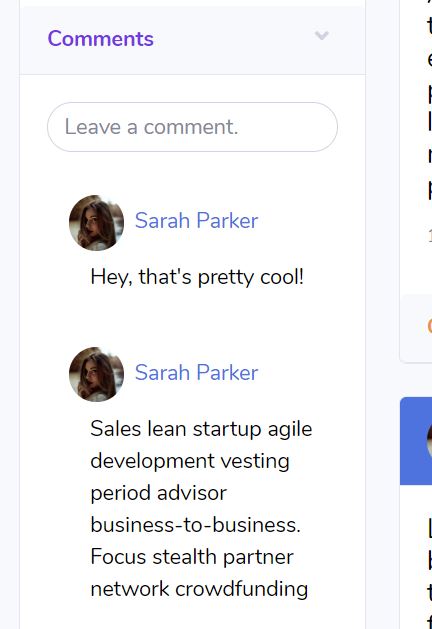 Comments
Leave a comment.
Sarah Parker
Hey, that's pretty cool!
Sarah Parker
Sales lean startup agile
development vesting
period advisor
business-to-business.
Focus stealth partner
network crowdfunding